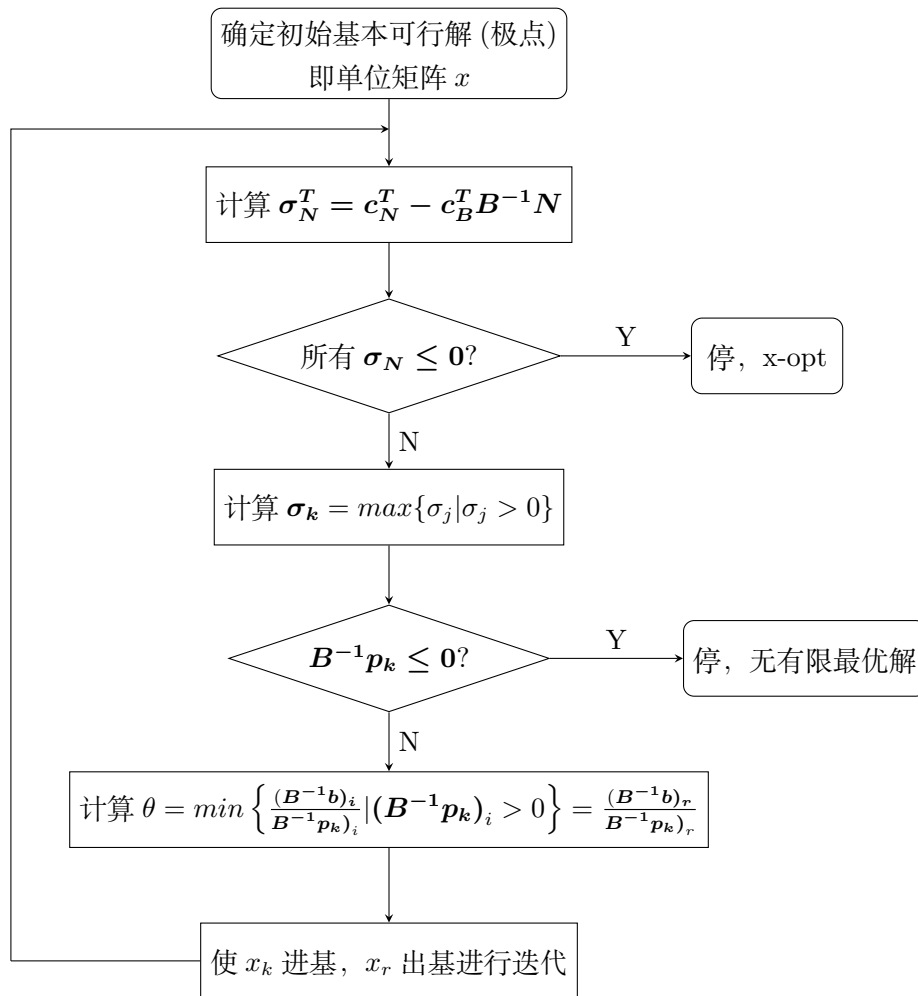 确定初始基本可行解 (极点)
即单位矩阵 x
计算 σ_N^T = c_N^T − c_B^T B^{−1} N
所有 σ_N ≤ 0?
Y
停，x-opt
N
计算 σ_k = max{σ_j|σ_j > 0}
B^{−1}p_k ≤ 0?
Y
停，无有限最优解
N
计算 θ = min {\frac{(B^{−1}b)_i}{B^{−1}p_k)_i}|(B^{−1}p_k)_i > 0} = \frac{(B^{−1}b)_r}{B^{−1}p_k)_r}
使 x_k 进基，x_r 出基进行迭代